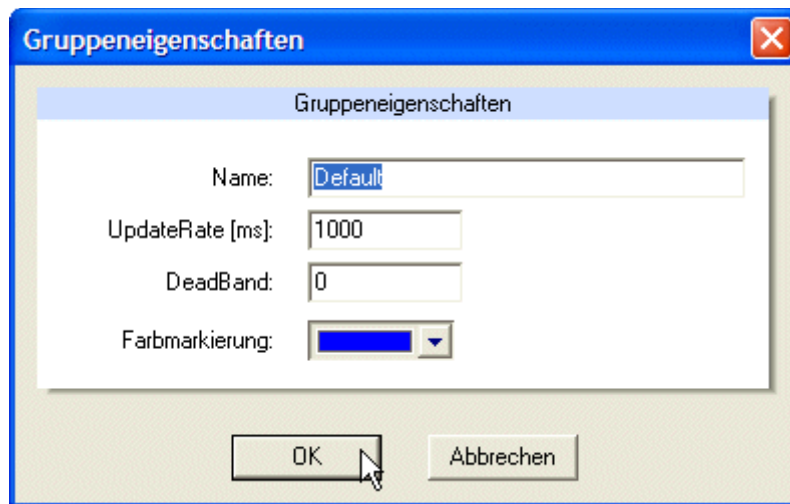 Gruppeneigenschaften
Gruppeneigenschaften
Name: Default
UpdateRate [ms]: 1000
DeadBand: 0
Farbmarkierung:
OK Abbrechen